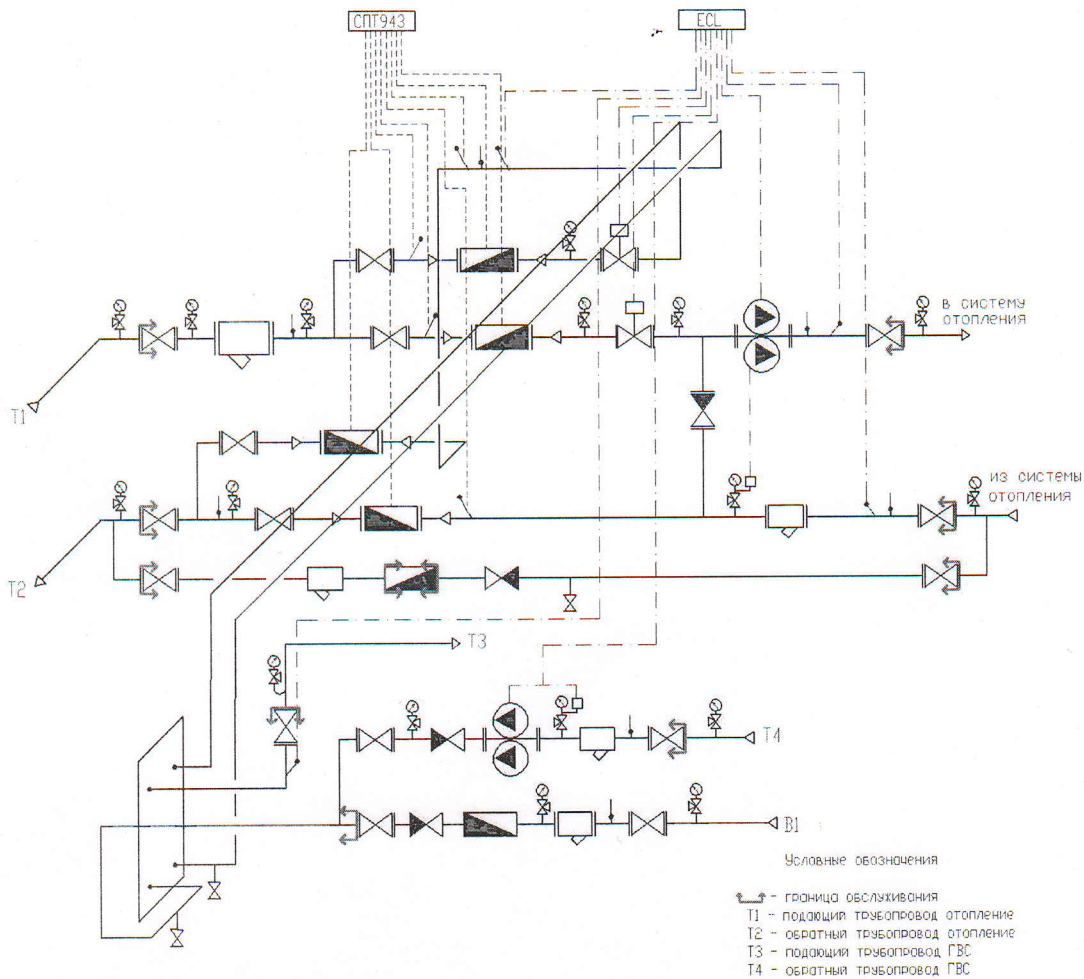 СПТ943
ECL
В СИСТЕМУ
ОТОПЛЕНИЯ
T1
ИЗ СИСТЕМЫ
ОТОПЛЕНИЯ
T2
T3
T4
B1
Условные обозначения
- ГРАНИЦА ОБСЛУЖИВАНИЯ
T1 - ПОДАЮЩИЙ ТРУБОПРОВОД ОТОПЛЕНИЕ
T2 - ОБРАТНЫЙ ТРУБОПРОВОД ОТОПЛЕНИЕ
T3 - ПОДАЮЩИЙ ТРУБОПРОВОД ГВС
T4 - ОБРАТНЫЙ ТРУБОПРОВОД ГВС